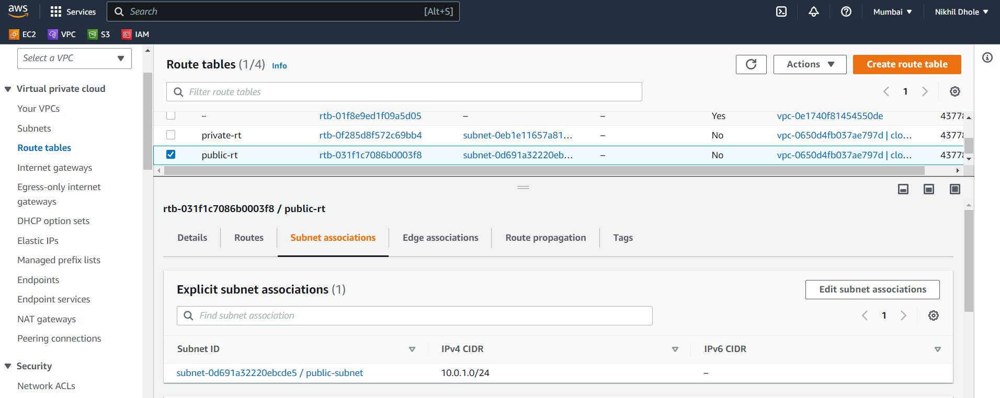 aws Services Search [Alt+S] Mumbai Nikhil Dhole
EC2 VPC S3 IAM
Select a VPC
Virtual private cloud
Your VPCs
Subnets
Route tables
Internet gateways
Egress-only internet
gateways
DHCP option sets
Elastic IPs
Managed prefix lists
Endpoints
Endpoint services
NAT gateways
Peering connections
Security
Network ACLs
Route tables (1/4) Info Actions Create route table
Filter route tables 1
– rtb-01f8e9ed1f09a5d05 – – Yes vpc-0e1740f81454550de 43778
private-rt rtb-0f285d8f572c69bb4 subnet-0eb1e11657a81... – No vpc-0650d4fb037ae797d | clo... 43778
public-rt rtb-031f1c7086b0003f8 subnet-0d691a32220eb... – No vpc-0650d4fb037ae797d | clo... 43778
rtb-031f1c7086b0003f8 / public-rt
Details Routes Subnet associations Edge associations Route propagation Tags
Explicit subnet associations (1) Edit subnet associations
Find subnet association 1
Subnet ID IPv4 CIDR IPv6 CIDR
subnet-0d691a32220ebcde5 / public-subnet 10.0.1.0/24 –